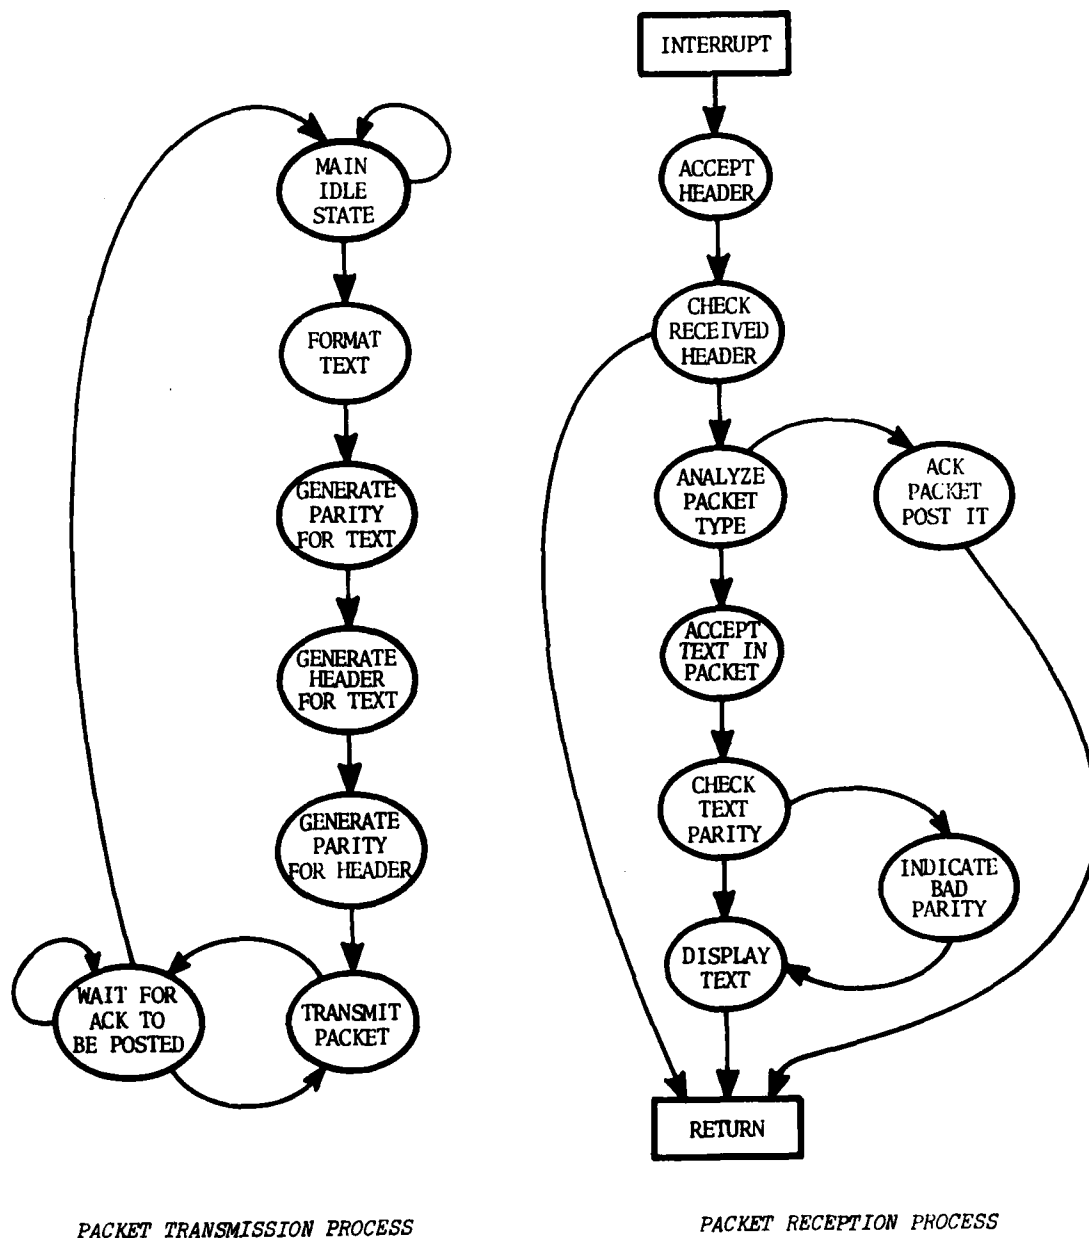 MAIN
IDLE
STATE
FORMAT
TEXT
GENERATE
PARITY
FOR TEXT
GENERATE
HEADER
FOR TEXT
GENERATE
PARITY
FOR HEADER
WAIT FOR
ACK TO
BE POSTED
TRANSMIT
PACKET
PACKET TRANSMISSION PROCESS
INTERRUPT
ACCEPT
HEADER
CHECK
RECEIVED
HEADER
ANALYZE
PACKET
TYPE
ACK
PACKET
POST IT
ACCEPT
TEXT IN
PACKET
CHECK
TEXT
PARITY
INDICATE
BAD
PARITY
DISPLAY
TEXT
RETURN
PACKET RECEPTION PROCESS